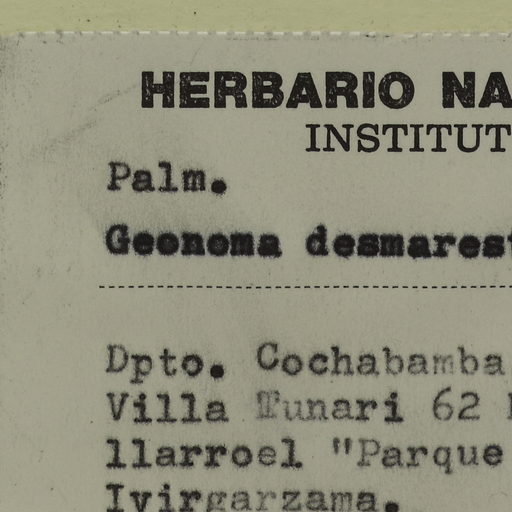 HERBARIO NA
INSTITUT
Palm.
Geonoma desmarest
Dpto. Cochabamba
Villa Tunari 62
llarroel "Parque
Ivirgarzama.